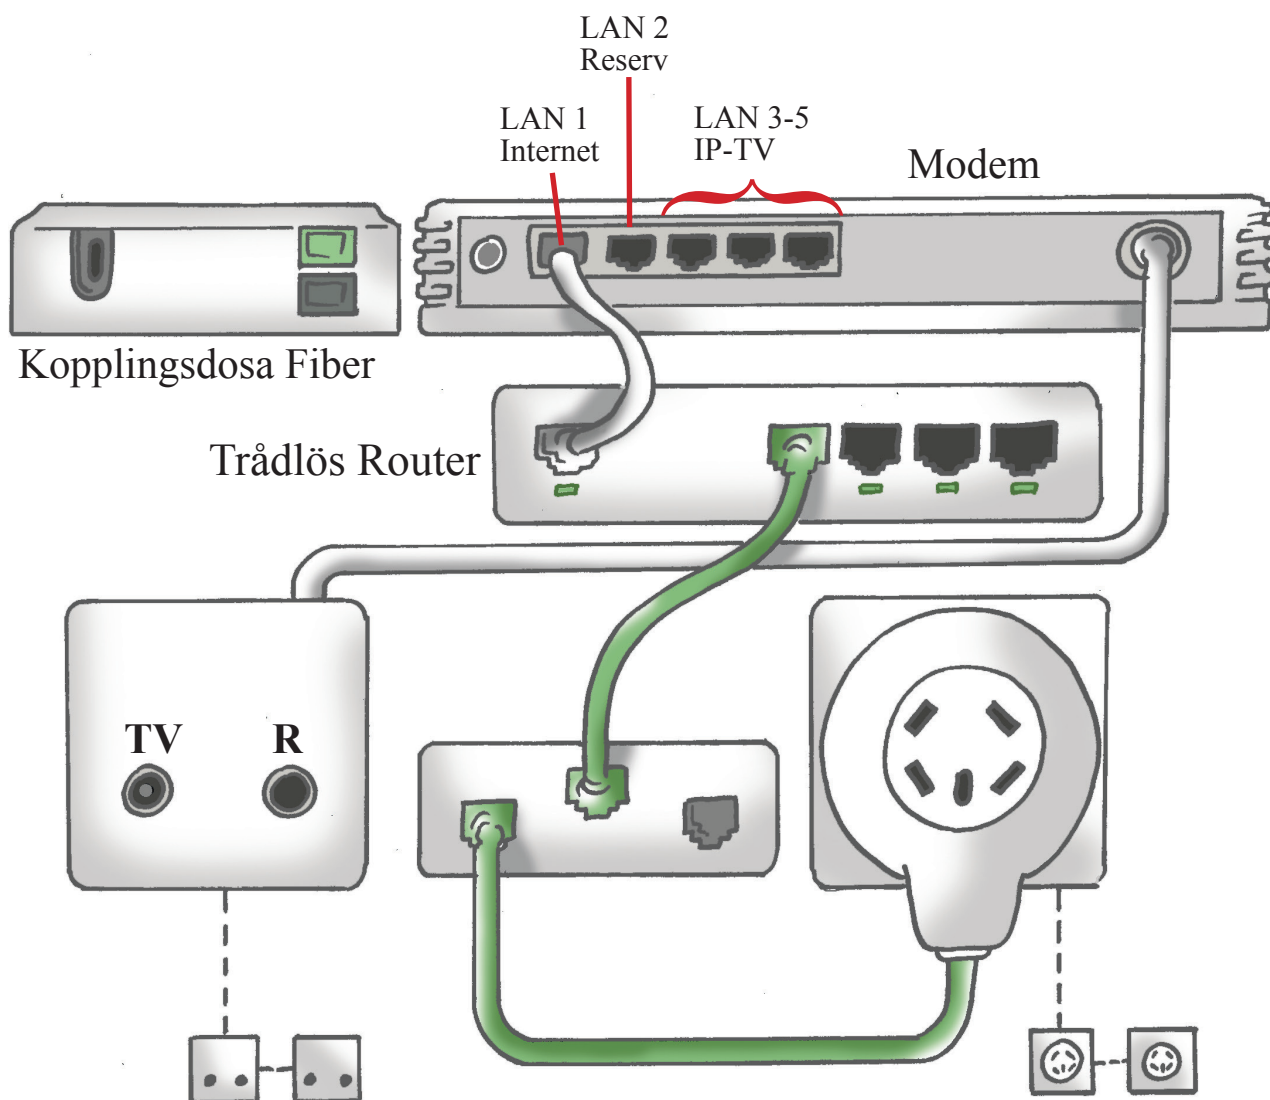 LAN 2
Reserv
LAN 1
Internet
LAN 3-5
IP-TV
Modem
Kopplingsdosa Fiber
Trådlös Router
TV
R